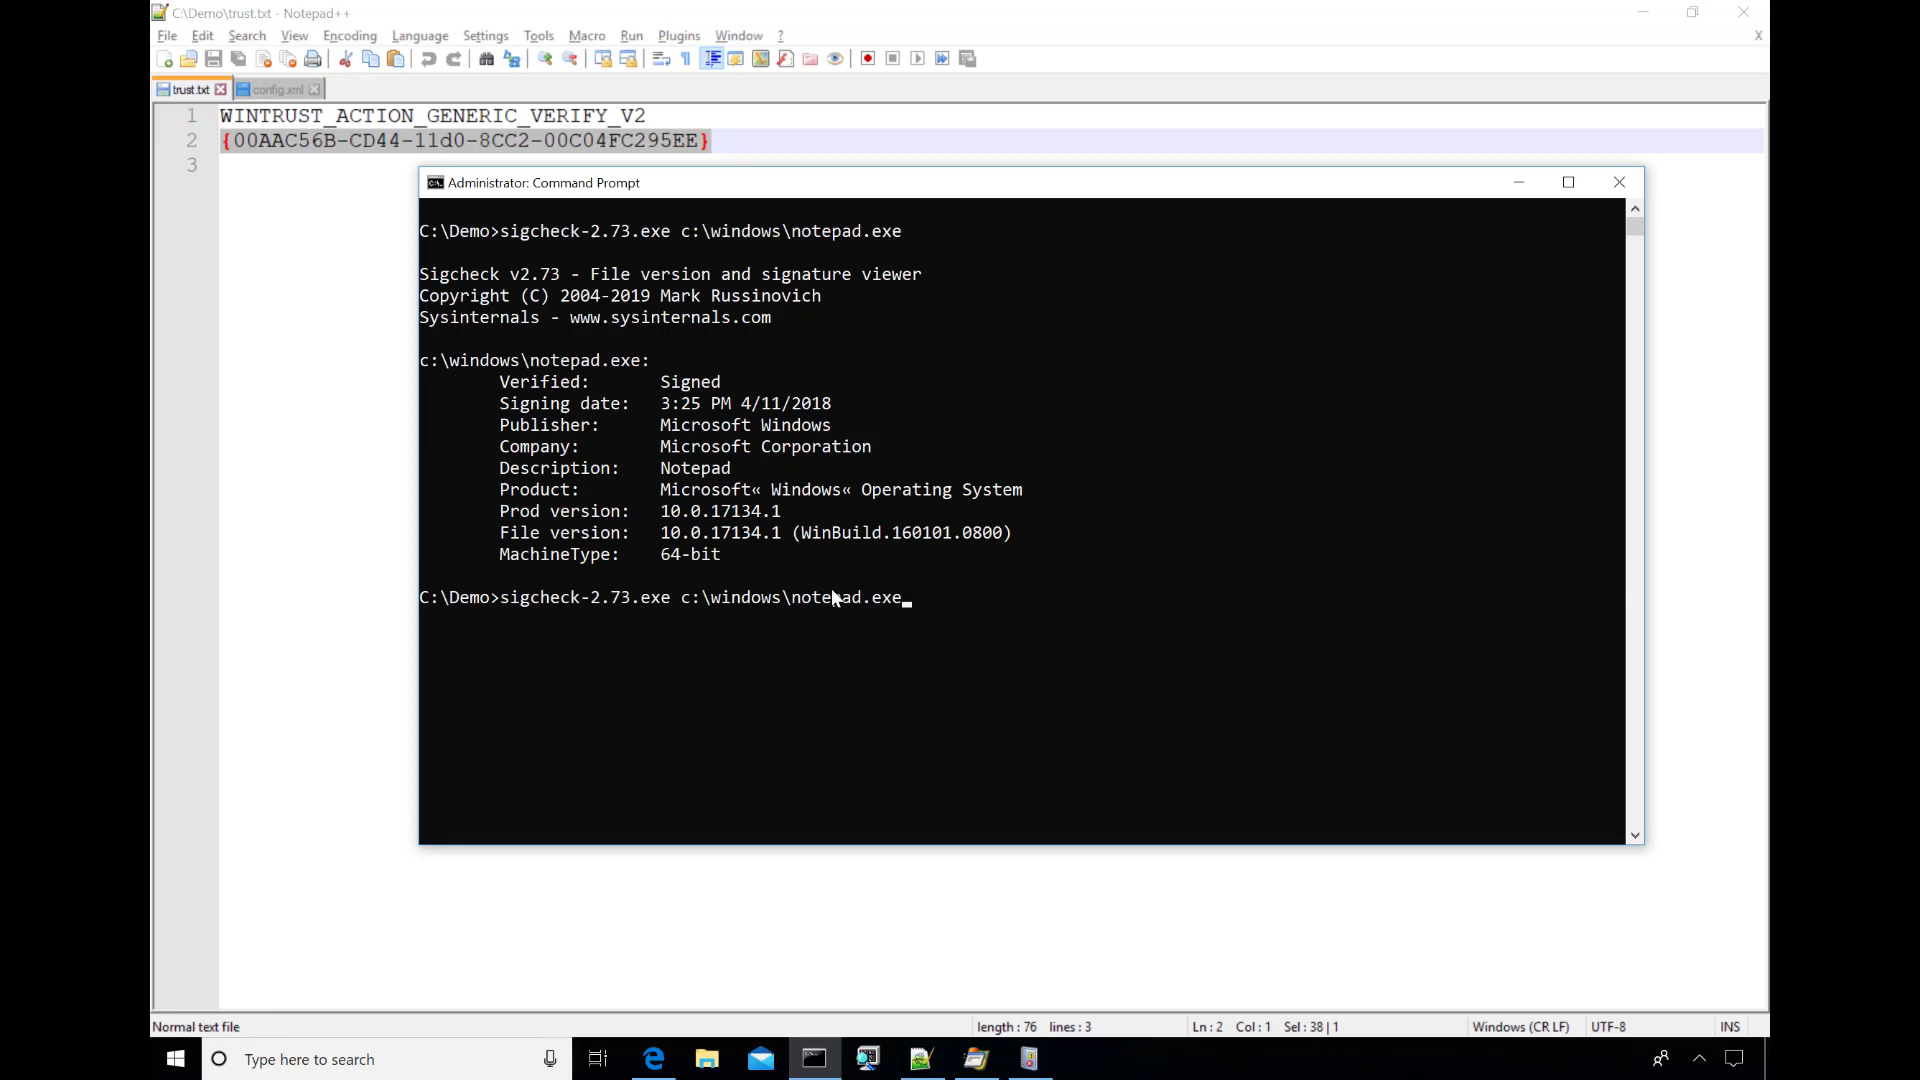 C:\Demo\trust.txt - Notepad++
File Edit Search View Encoding Language Settings Tools Macro Run Plugins Window ? X
trust.txt config.xml
1 WINTRUST_ACTION_GENERIC_VERIFY_V2
2 {00AAC56B-CD44-11d0-8CC2-00C04FC295EE}
3
Administrator: Command Prompt
C:\Demo>sigcheck-2.73.exe c:\windows\notepad.exe
Sigcheck v2.73 - File version and signature viewer
Copyright (C) 2004-2019 Mark Russinovich
Sysinternals - www.sysinternals.com
c:\windows\notepad.exe:
Verified: Signed
Signing date: 3:25 PM 4/11/2018
Publisher: Microsoft Windows
Company: Microsoft Corporation
Description: Notepad
Product: Microsoft« Windows« Operating System
Prod version: 10.0.17134.1
File version: 10.0.17134.1 (WinBuild.160101.0800)
MachineType: 64-bit
C:\Demo>sigcheck-2.73.exe c:\windows\notepad.exe_
Normal text file length : 76 lines : 3 Ln : 2 Col : 1 Sel : 38 | 1 Windows (CR LF) UTF-8 INS
Type here to search